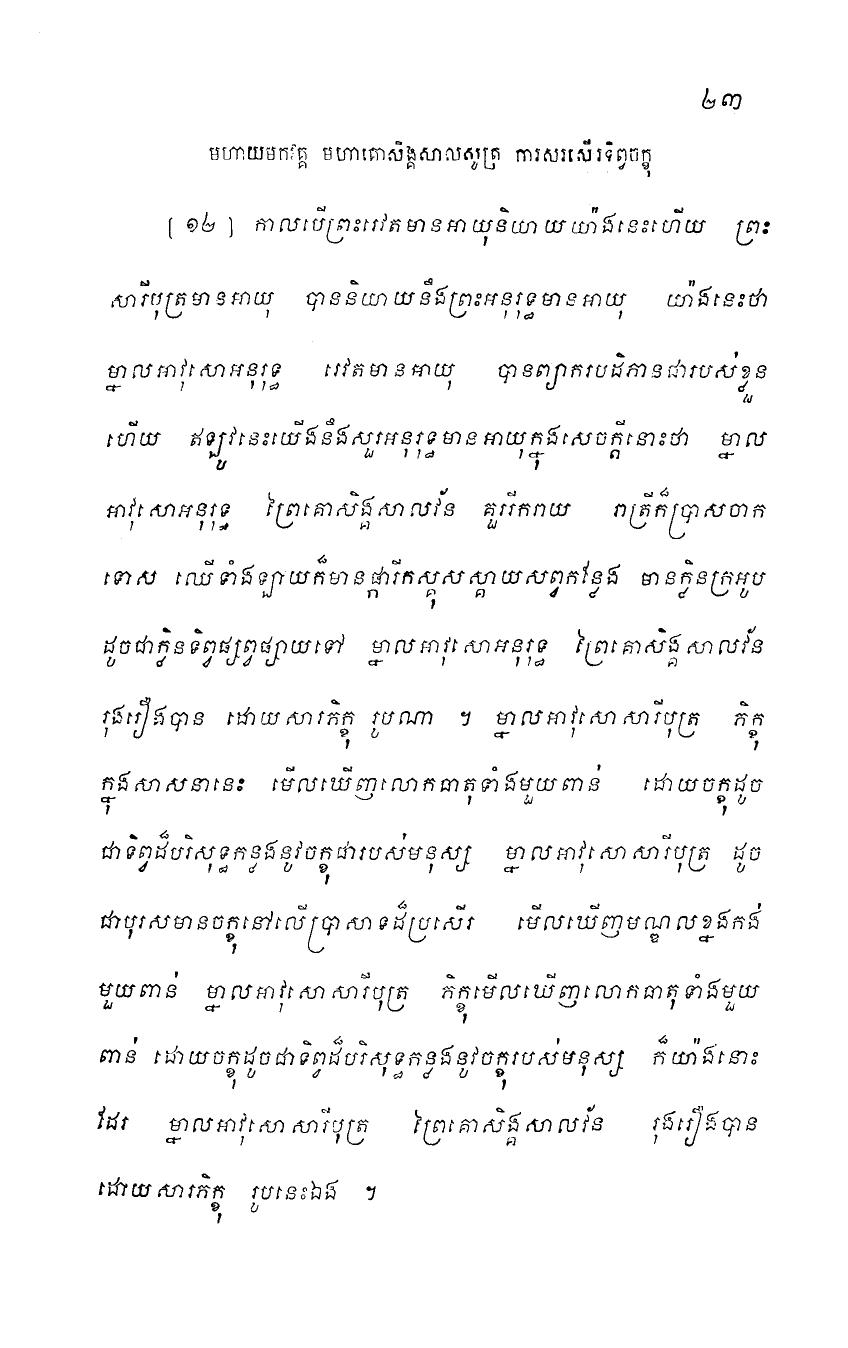 ២៣
មហាយមកវគ្គ មហាគោសិង្គសាលសូត្រ ការសរសើរទិព្វចក្ខុ
[ ១២ ] កាលបើព្រះរេវតមានអាយុនិយាយយ៉ាងនេះហើយ ព្រះ
សារីបុត្រមានអាយុ បាននិយាយនឹងព្រះអនុរុទ្ធមានអាយុ យ៉ាងនេះថា
ម្នាលអាវុសោអនុរុទ្ធ រេវតមានអាយុ បានព្យាករបដិភានជារបស់ខ្លួន
ហើយ ឥឡូវនេះយើងនឹងសួរអនុរុទ្ធមានអាយុក្នុងសេចក្តីនោះថា ម្នាល
អាវុសោអនុរុទ្ធ ព្រៃគោសិង្គសាលវ័ន គួររីករាយ រាត្រីក៏ប្រាសចាក
ទោស ឈើទាំងឡាយក៏មានផ្ការីកស្គុសស្គាយសព្វកន្លែង មានក្លិនក្រអូប
ដូចជាក្លិនទិព្វផ្សព្វផ្សាយទៅ ម្នាលអាវុសោអនុរុទ្ធ ព្រៃគោសិង្គសាលវ័ន
រុងរឿងបាន ដោយសារភិក្ខុ រូបណា ។ ម្នាលអាវុសោសារីបុត្រ ភិក្ខុ
ក្នុងសាសនានេះ មើលឃើញលោកធាតុទាំងមួយពាន់ ដោយចក្ខុដូច
ជាទិព្វដ៏បរិសុទ្ធកន្លងនូវចក្ខុជារបស់មនុស្ស ម្នាលអាវុសោសារីបុត្រ ដូច
ជាបុរសមានចក្ខុនៅលើប្រាសាទដ៏ប្រសើរ មើលឃើញមណ្ឌលខ្នងកង់
មួយពាន់ ម្នាលអាវុសោសារីបុត្រ ភិក្ខុមើលឃើញលោកធាតុទាំងមួយ
ពាន់ ដោយចក្ខុដូចជាទិព្វដ៏បរិសុទ្ធកន្លងនូវចក្ខុរបស់មនុស្ស ក៏យ៉ាងនោះ
ដែរ ម្នាលអាវុសោសារីបុត្រ ព្រៃគោសិង្គសាលវ័ន រុងរឿងបាន
ដោយសារភិក្ខុ រូបនេះឯង ។